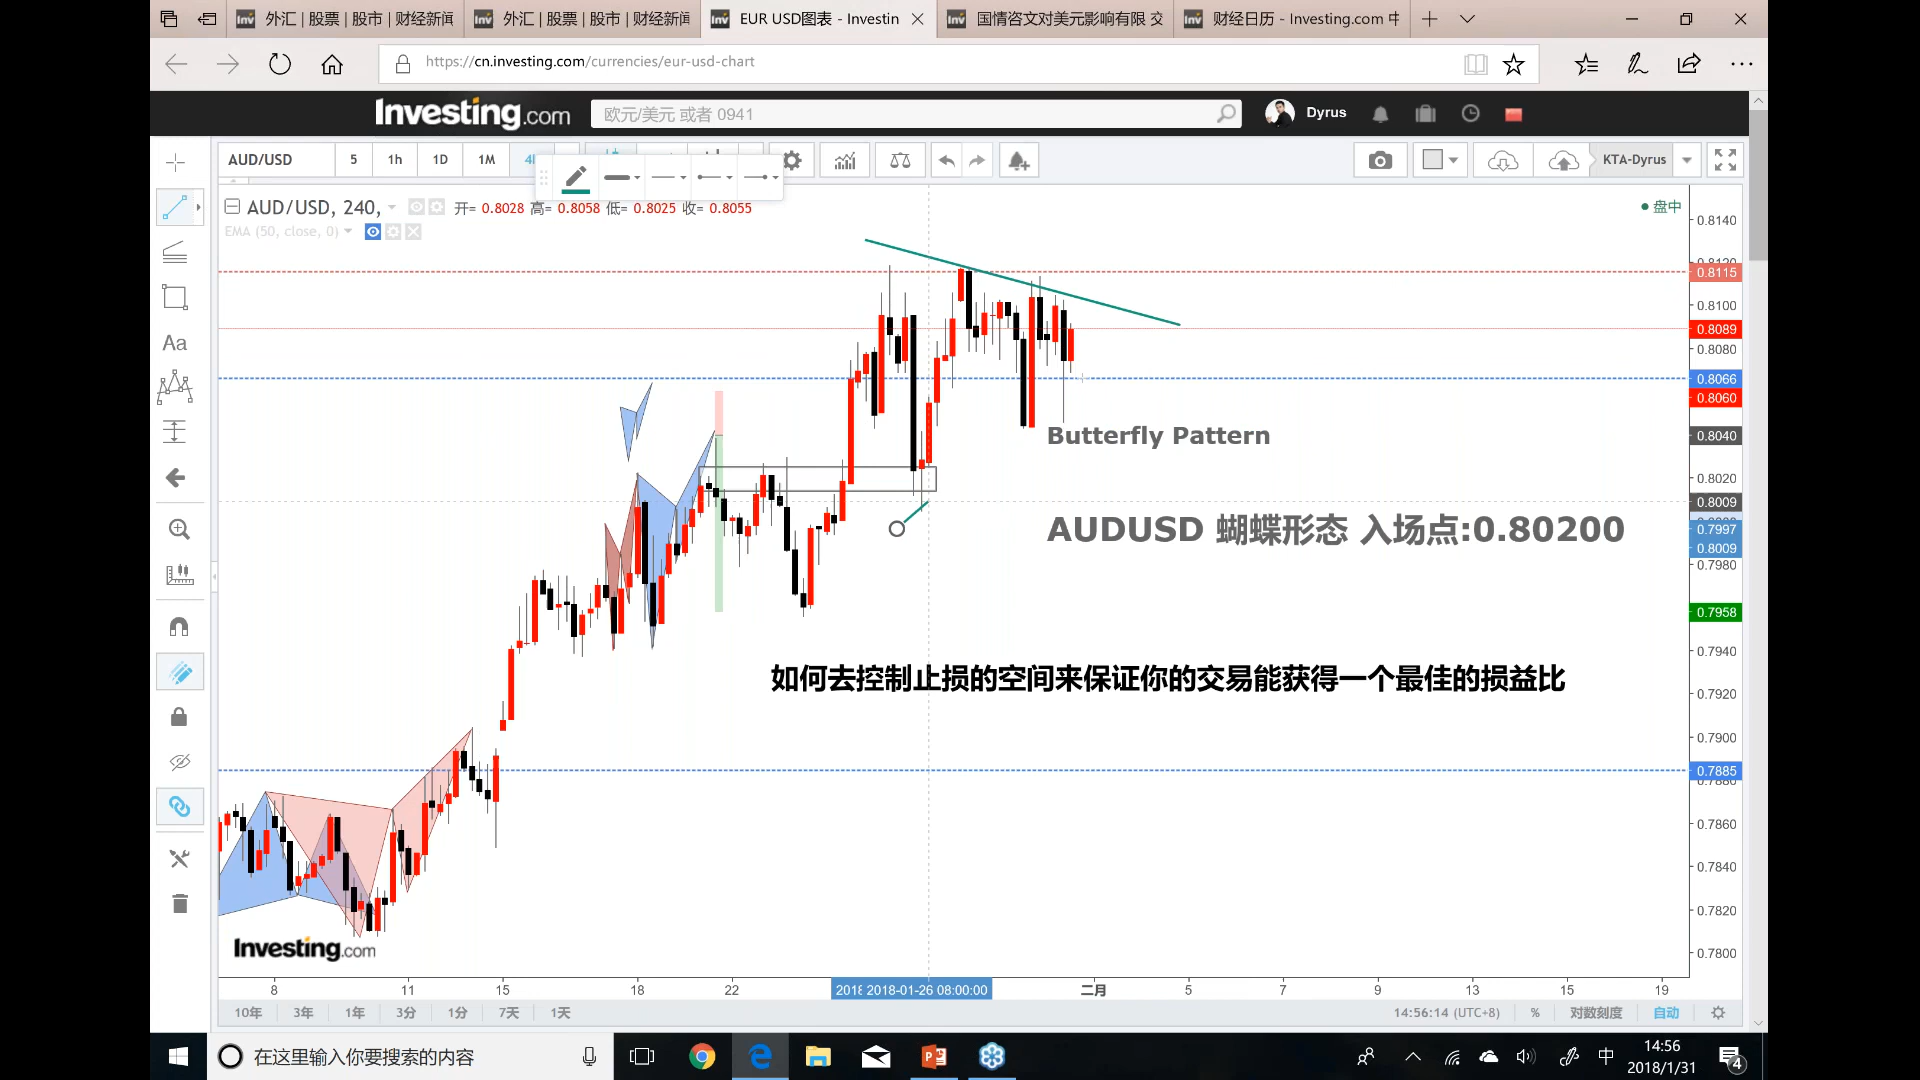 外汇 | 股票 | 股市 | 财经新闻
外汇 | 股票 | 股市 | 财经新闻
EUR USD图表 - Investin
国情咨文对美元影响有限 交
财经日历 - Investing.com 中
https://cn.investing.com/currencies/eur-usd-chart
Investing.com
欧元/美元 或者 0941
Dyrus
AUD/USD
5
1h
1D
1M
KTA-Dyrus
AUD/USD, 240,
开= 0.8028 高= 0.8058 低= 0.8025 收= 0.8055
盘中
EMA (50, close, 0)
Aa
0.8140
0.8115
0.8100
0.8089
0.8080
0.8066
0.8060
0.8040
0.8020
0.8009
0.7997
0.8009
0.7980
0.7958
0.7940
0.7920
0.7900
0.7885
0.7860
0.7840
0.7820
0.7800
Butterfly Pattern
AUDUSD 蝴蝶形态 入场点:0.80200
如何去控制止损的空间来保证你的交易能获得一个最佳的损益比
Investing.com
8
11
15
18
22
2018-01-26 08:00:00
二月
5
7
9
13
15
19
10年
3年
1年
3分
1分
7天
1天
14:56:14 (UTC+8)
%
对数刻度
自动
在这里输入你要搜索的内容
中
14:56
2018/1/31
4